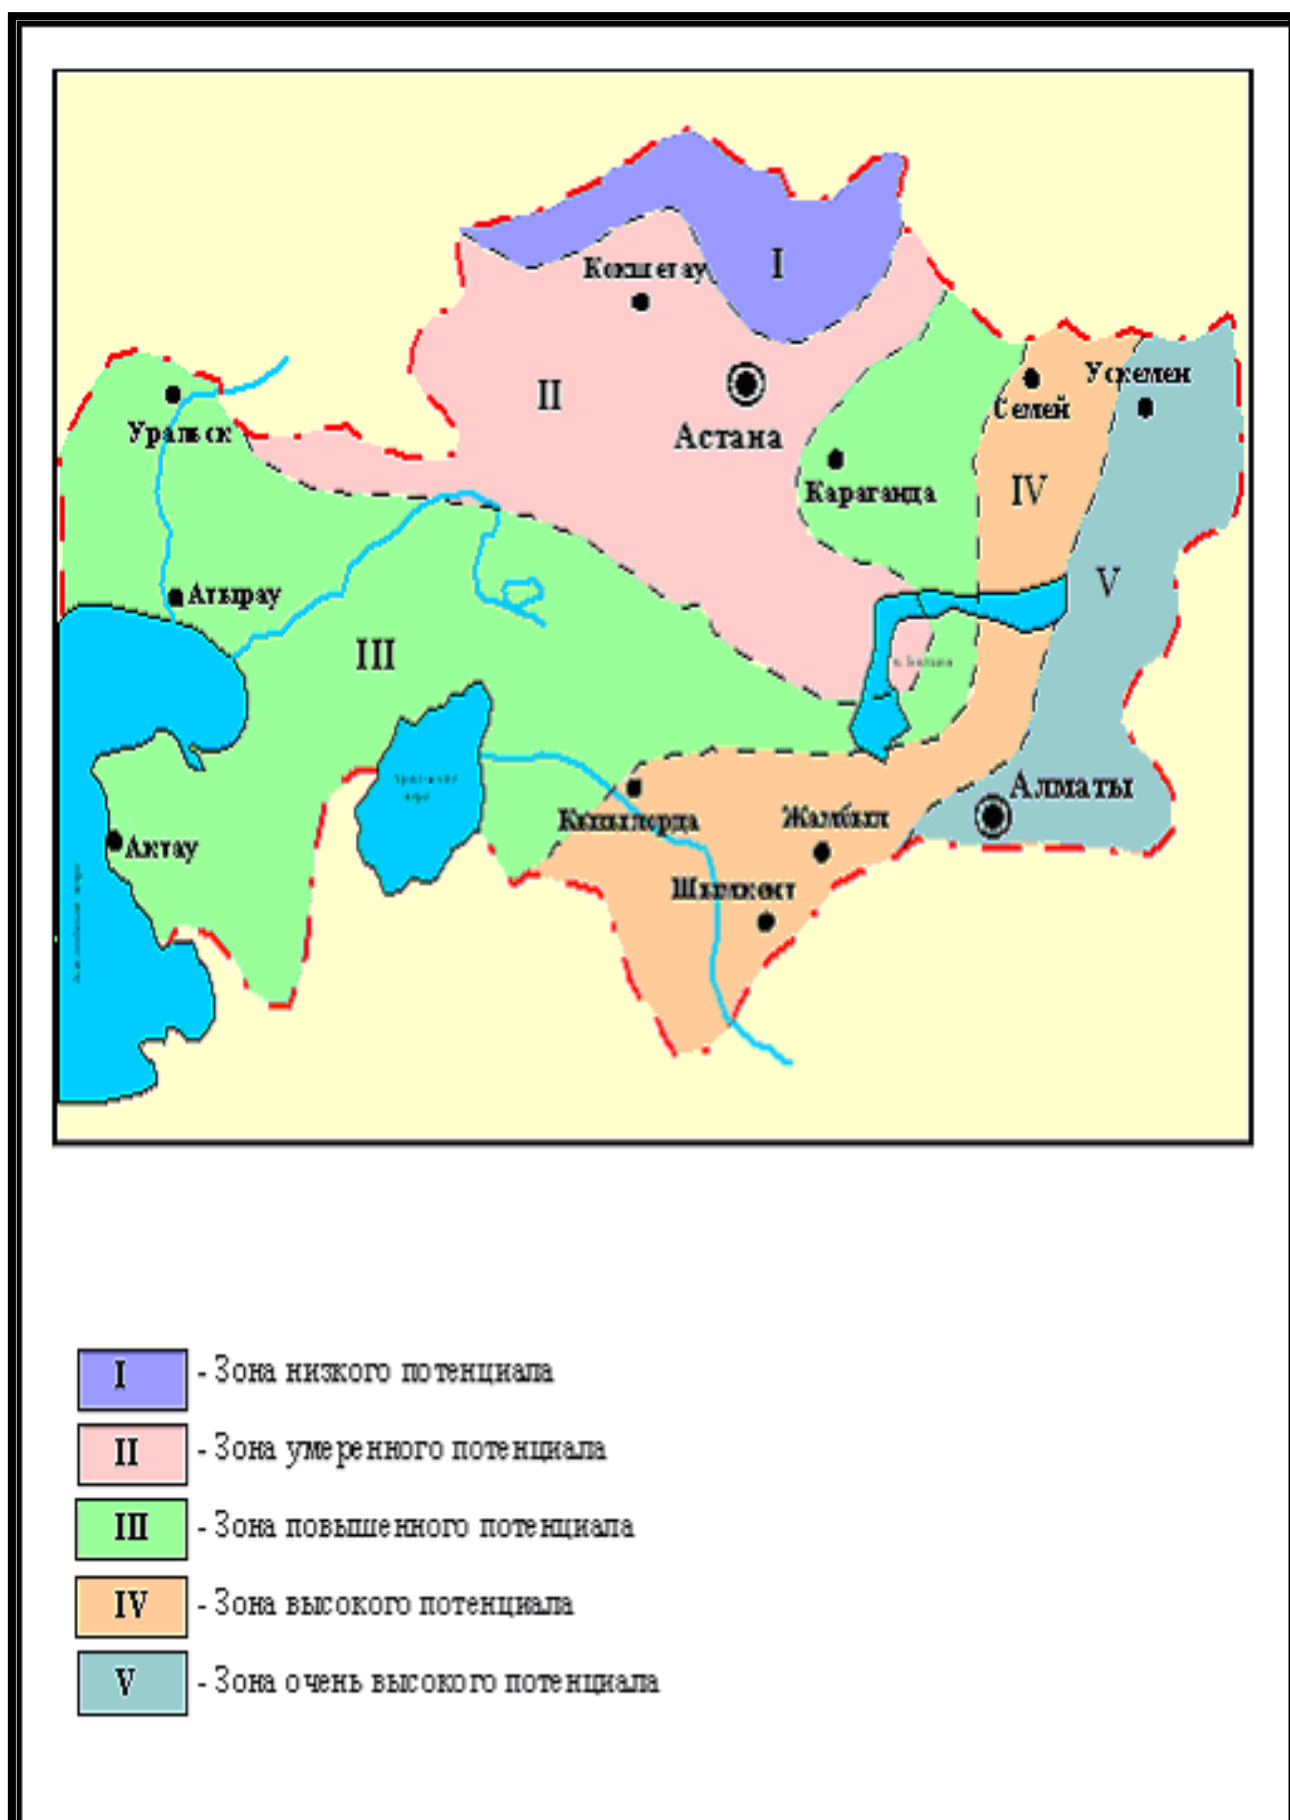 I
Кокшетау
II
Астана
Уральск
Семей
Ускемен
Караганда
IV
V
Атырау
III
Алматы
Кызылорда
Жамбыл
Актау
Шымкент
I - Зона низкого потенциала
II - Зона умеренного потенциала
III - Зона повышенного потенциала
IV - Зона высокого потенциала
V - Зона очень высокого потенциала